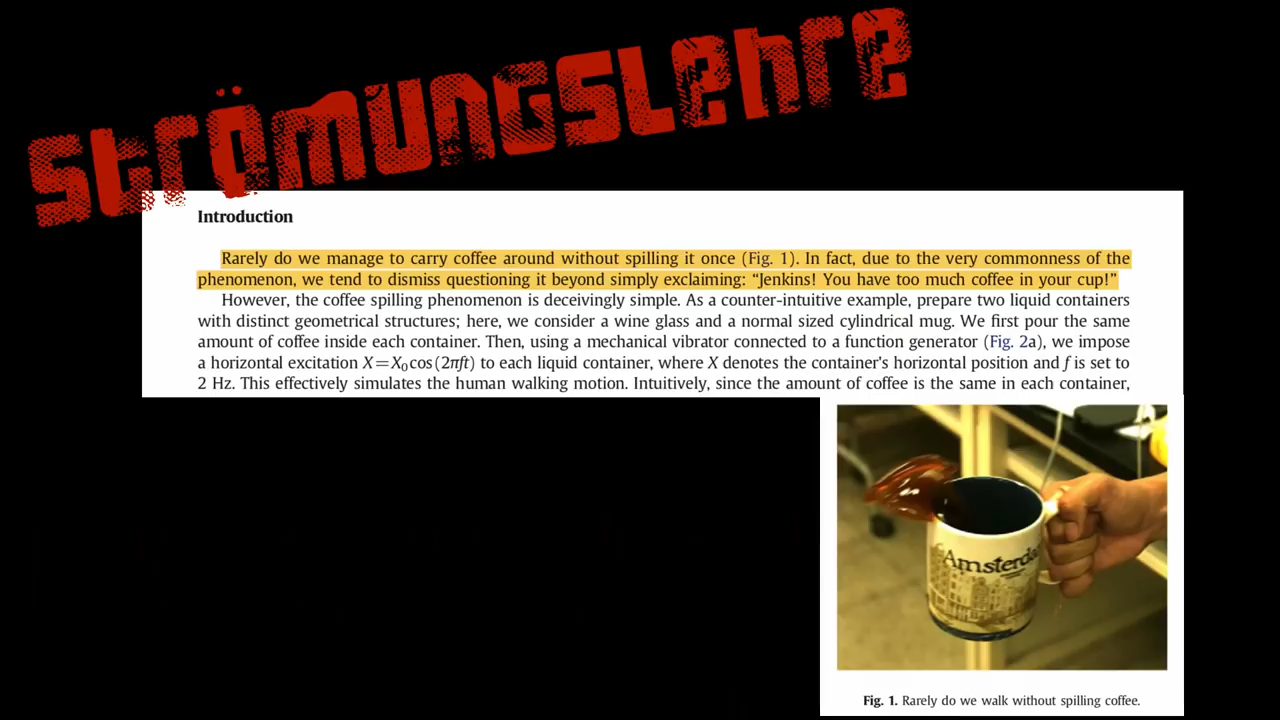 Strömungslehre
Introduction
Rarely do we manage to carry coffee around without spilling it once (Fig. 1). In fact, due to the very commonness of the
phenomenon, we tend to dismiss questioning it beyond simply exclaiming: “Jenkins! You have too much coffee in your cup!”
However, the coffee spilling phenomenon is deceivingly simple. As a counter-intuitive example, prepare two liquid containers
with distinct geometrical structures; here, we consider a wine glass and a normal sized cylindrical mug. We first pour the same
amount of coffee inside each container. Then, using a mechanical vibrator connected to a function generator (Fig. 2a), we impose
a horizontal excitation X=X₀cos(2πft) to each liquid container, where X denotes the container's horizontal position and f is set to
2 Hz. This effectively simulates the human walking motion. Intuitively, since the amount of coffee is the same in each container,
Fig. 1. Rarely do we walk without spilling coffee.